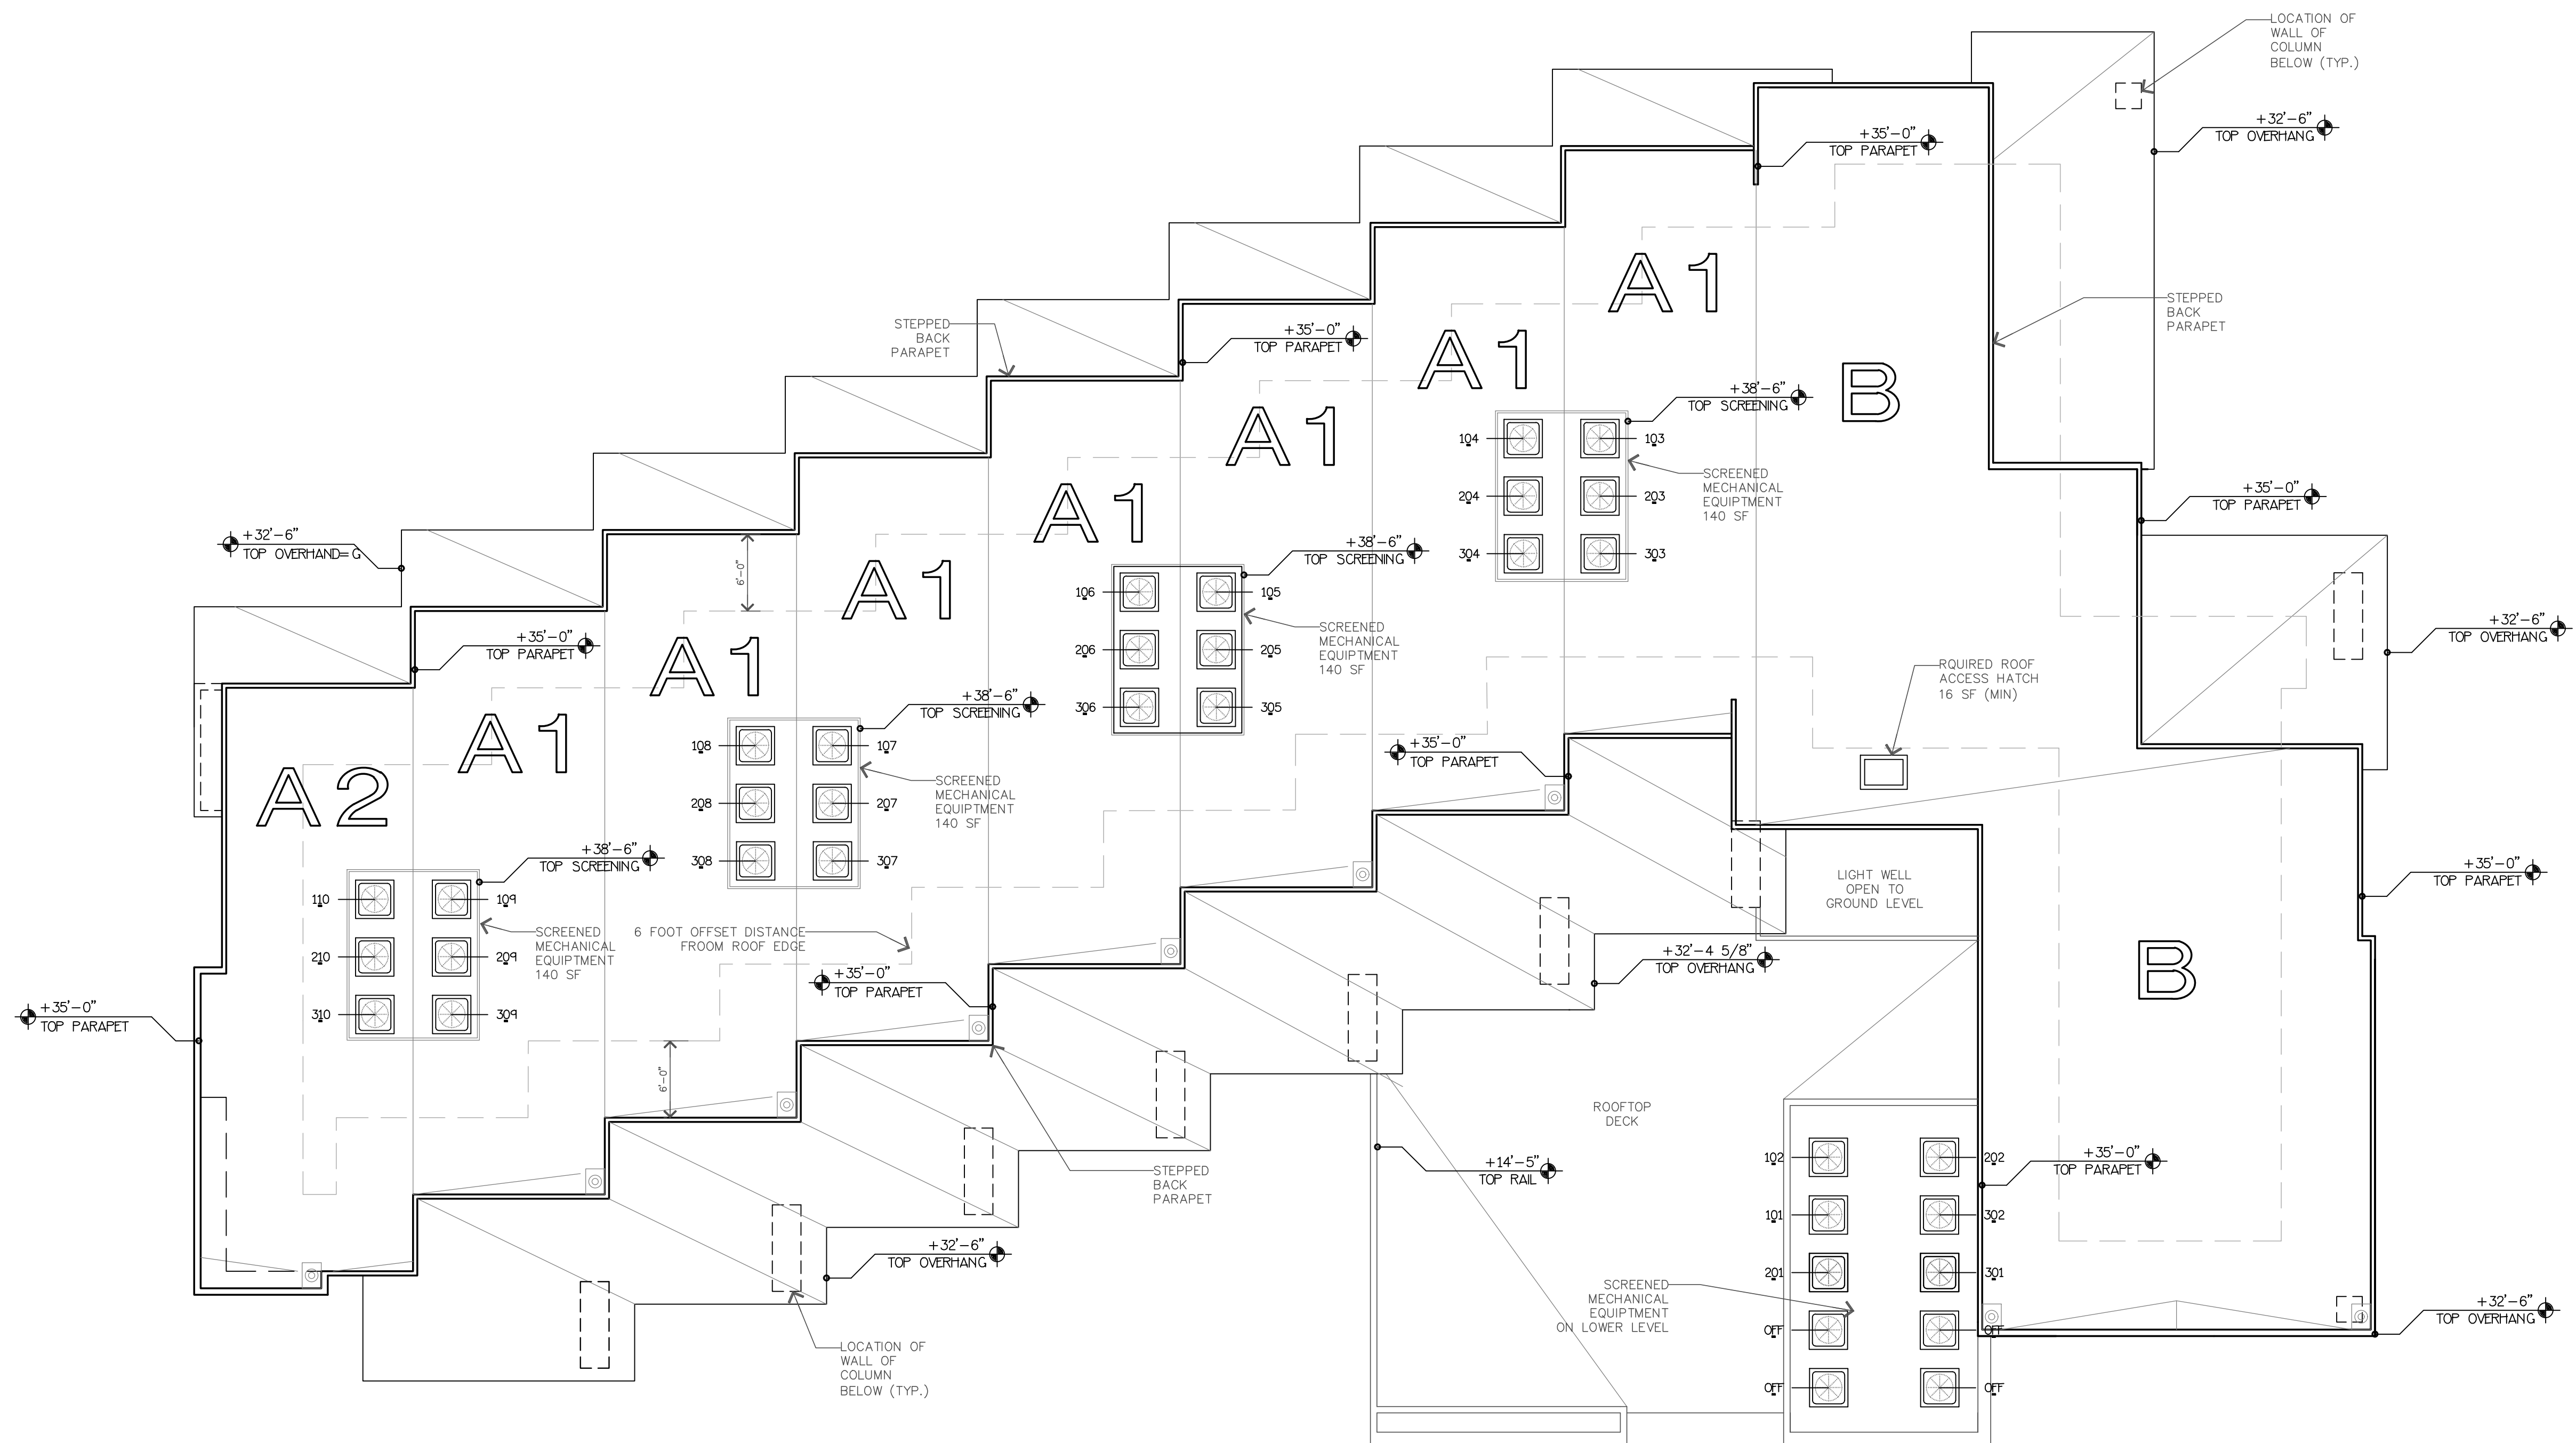 LOCATION OF
WALL OF
COLUMN
BELOW (TYP.)
+32'-6"
TOP OVERHANG
+35'-0"
TOP PARAPET
A1
STEPPED
BACK
PARAPET
STEPPED
BACK
PARAPET
+35'-0"
TOP PARAPET
A1
B
+38'-6"
TOP SCREENING
A1
104
103
204
203
304
303
SCREENED
MECHANICAL
EQUIPTMENT
140 SF
+35'-0"
TOP PARAPET
A1
+32'-6"
TOP OVERHAND= G
6'-0"
A1
+38'-6"
TOP SCREENING
106
105
206
205
306
305
SCREENED
MECHANICAL
EQUIPTMENT
140 SF
+32'-6"
TOP OVERHANG
+35'-0"
TOP PARAPET
A1
RQUIRED ROOF
ACCESS HATCH
16 SF (MIN)
+38'-6"
TOP SCREENING
A1
108
107
208
207
308
307
SCREENED
MECHANICAL
EQUIPTMENT
140 SF
+35'-0"
TOP PARAPET
A2
+38'-6"
TOP SCREENING
110
109
210
209
310
309
SCREENED
MECHANICAL
EQUIPTMENT
140 SF
LIGHT WELL
OPEN TO
GROUND LEVEL
+35'-0"
TOP PARAPET
6 FOOT OFFSET DISTANCE
FROOM ROOF EDGE
+32'-4 5/8"
TOP OVERHANG
B
+35'-0"
TOP PARAPET
+35'-0"
TOP PARAPET
6'-0"
ROOFTOP
DECK
STEPPED
BACK
PARAPET
+14'-5"
TOP RAIL
102
202
101
302
201
301
OFF
OFF
OFF
OFF
+35'-0"
TOP PARAPET
+32'-6"
TOP OVERHANG
SCREENED
MECHANICAL
EQUIPTMENT
ON LOWER LEVEL
+32'-6"
TOP OVERHANG
LOCATION OF
WALL OF
COLUMN
BELOW (TYP.)